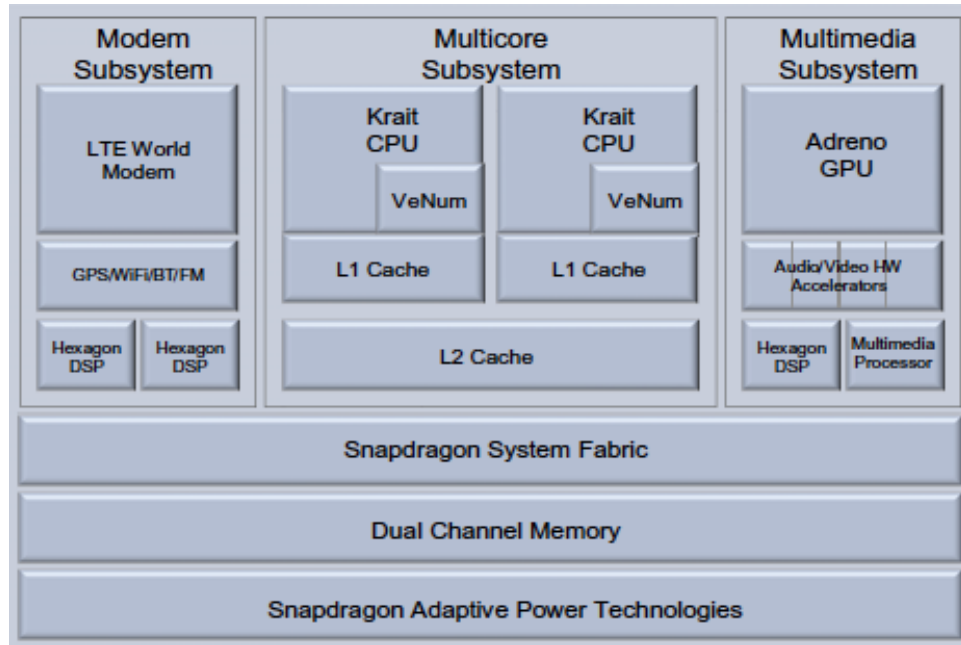 Modem
Subsystem
LTE World
Modem
GPS/WiFi/BT/FM
Hexagon
DSP
Hexagon
DSP
Multicore
Subsystem
Krait
CPU
VeNum
L1 Cache
Krait
CPU
VeNum
L1 Cache
L2 Cache
Multimedia
Subsystem
Adreno
GPU
Audio/Video HW
Accelerators
Hexagon
DSP
Multimedia
Processor
Snapdragon System Fabric
Dual Channel Memory
Snapdragon Adaptive Power Technologies